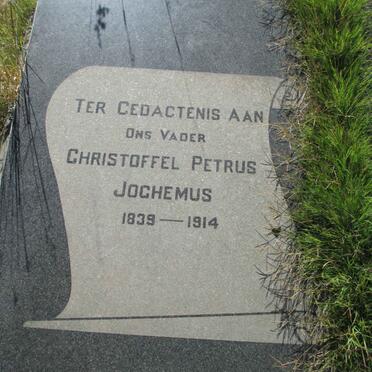 TER GEDACTENIS AAN
ONS VADER
CHRISTOFFEL PETRUS
JOCHEMUS
1839 — 1914